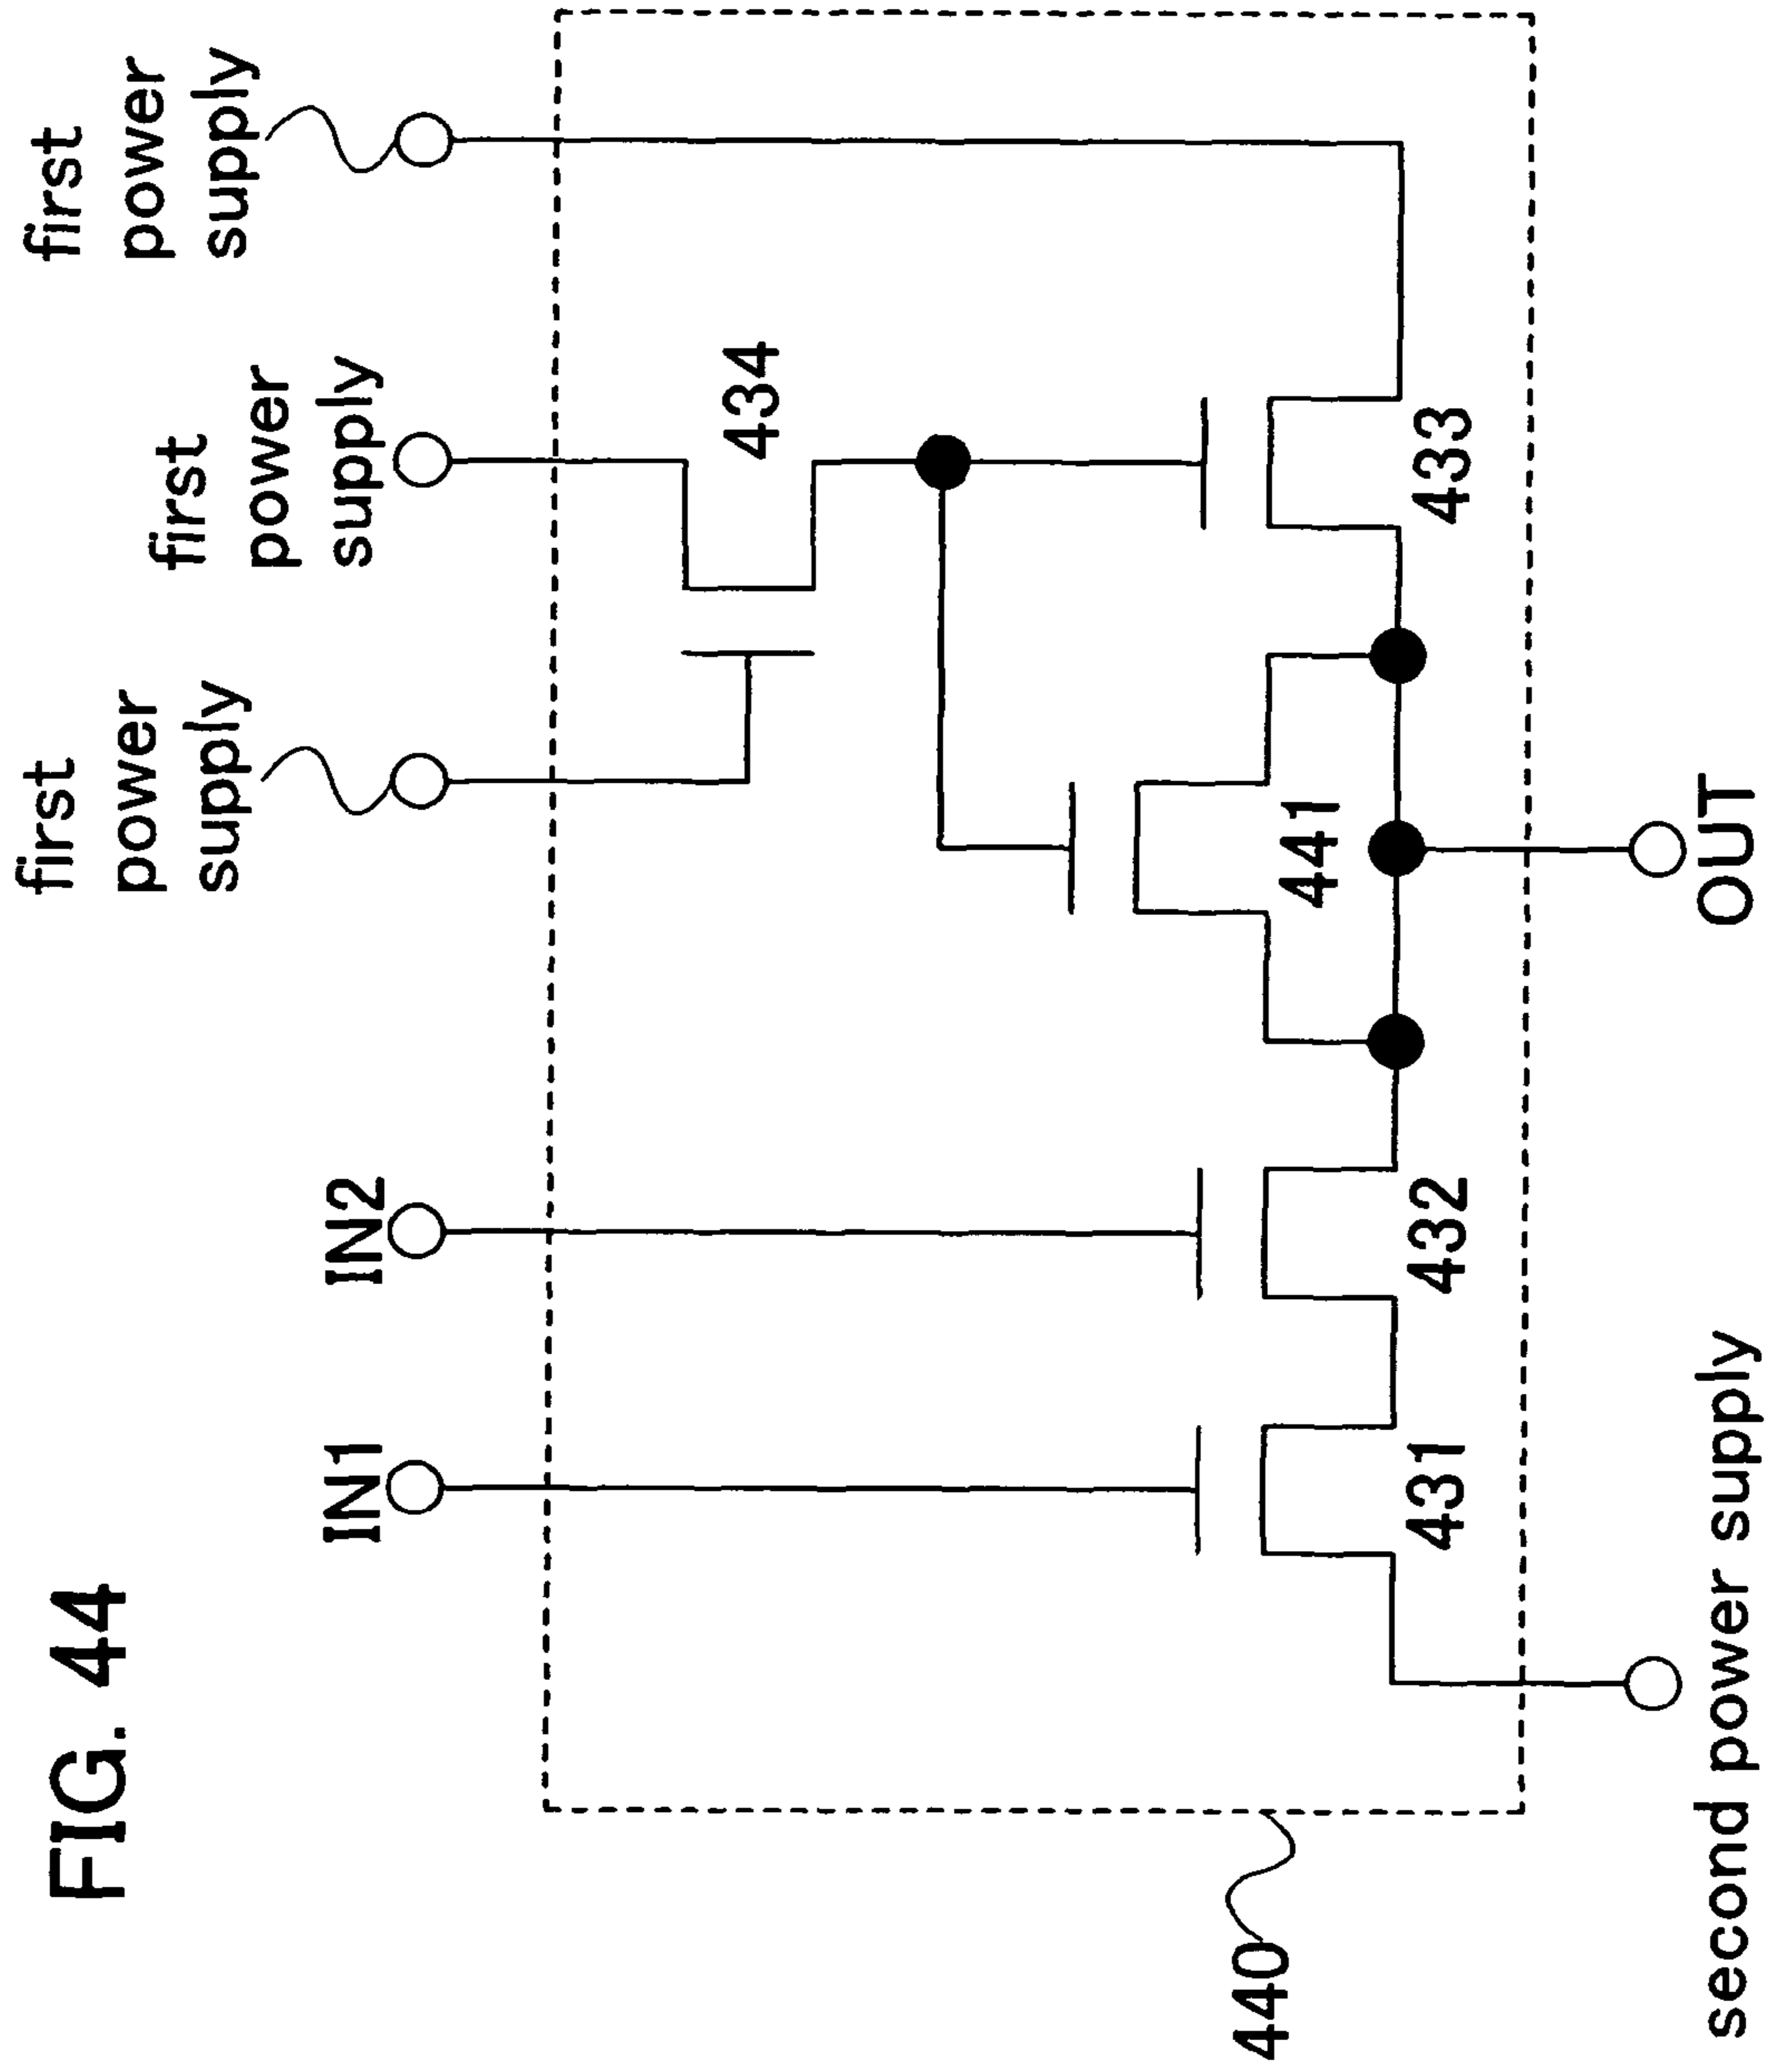 FIG. 44
IN1
IN2
first
power
supply
first
power
supply
first
power
supply
434
440
431
432
441
433
second power supply
OUT